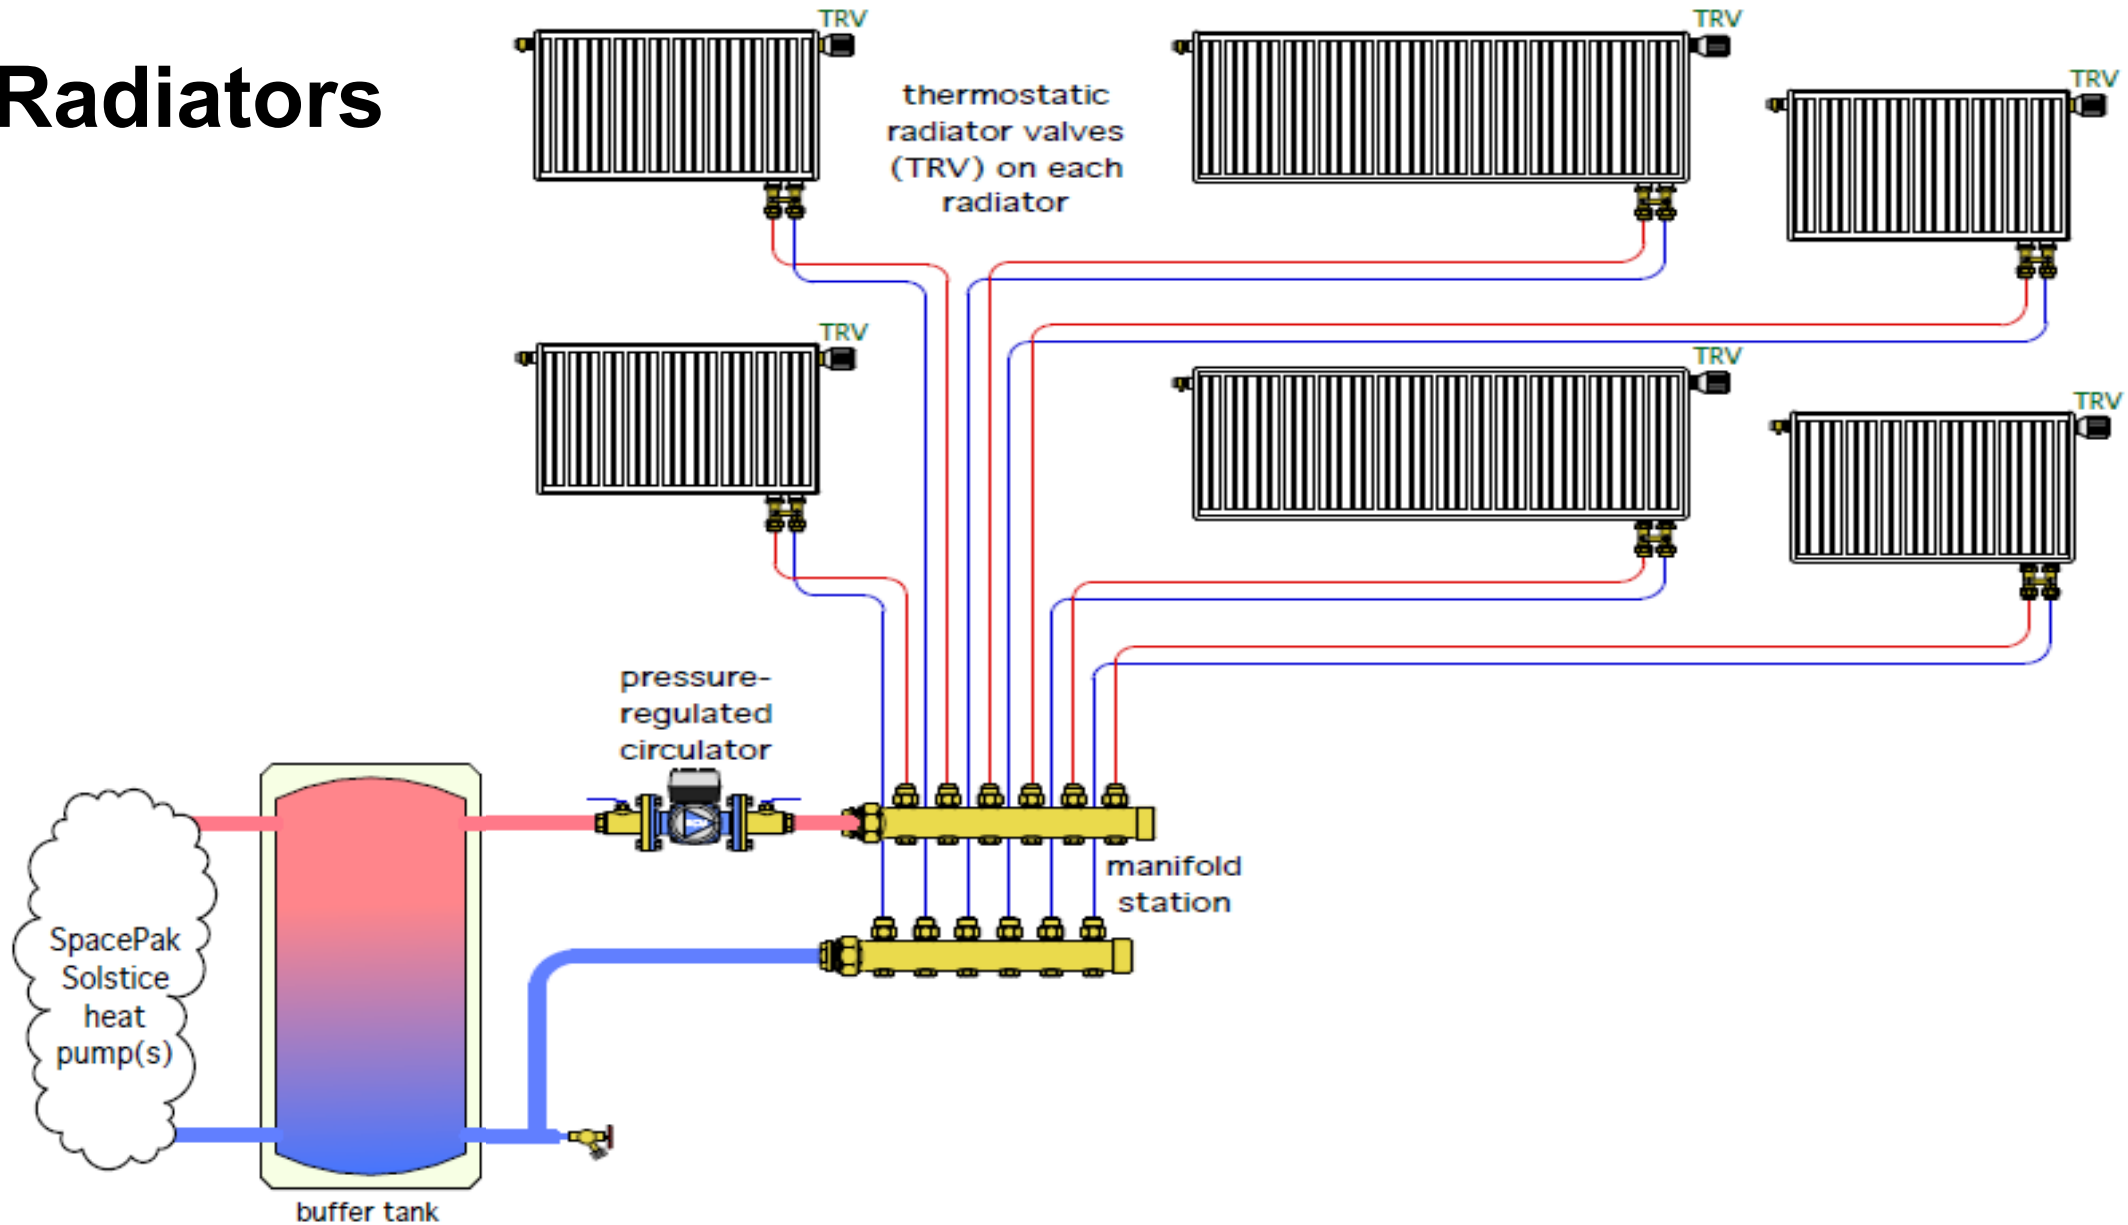 Radiators
TRV
TRV
TRV
thermostatic
radiator valves
(TRV) on each
radiator
TRV
TRV
TRV
pressure-
regulated
circulator
manifold
station
SpacePak
Solstice
heat
pump(s)
buffer tank